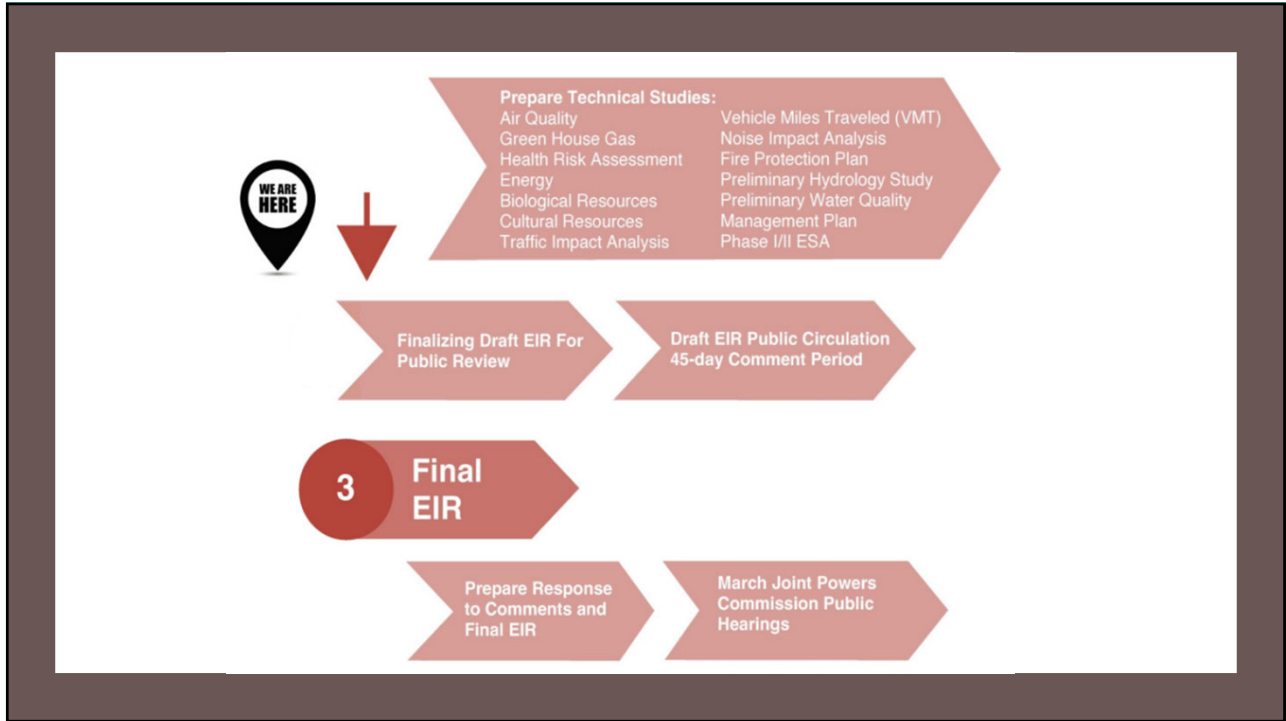 Prepare Technical Studies:
Air Quality
Green House Gas
Health Risk Assessment
Energy
Biological Resources
Cultural Resources
Traffic Impact Analysis
Vehicle Miles Traveled (VMT)
Noise Impact Analysis
Fire Protection Plan
Preliminary Hydrology Study
Preliminary Water Quality
Management Plan
Phase I/II ESA
WE ARE
HERE
Finalizing Draft EIR For
Public Review
Draft EIR Public Circulation
45-day Comment Period
3
Final
EIR
Prepare Response
to Comments and
Final EIR
March Joint Powers
Commission Public
Hearings